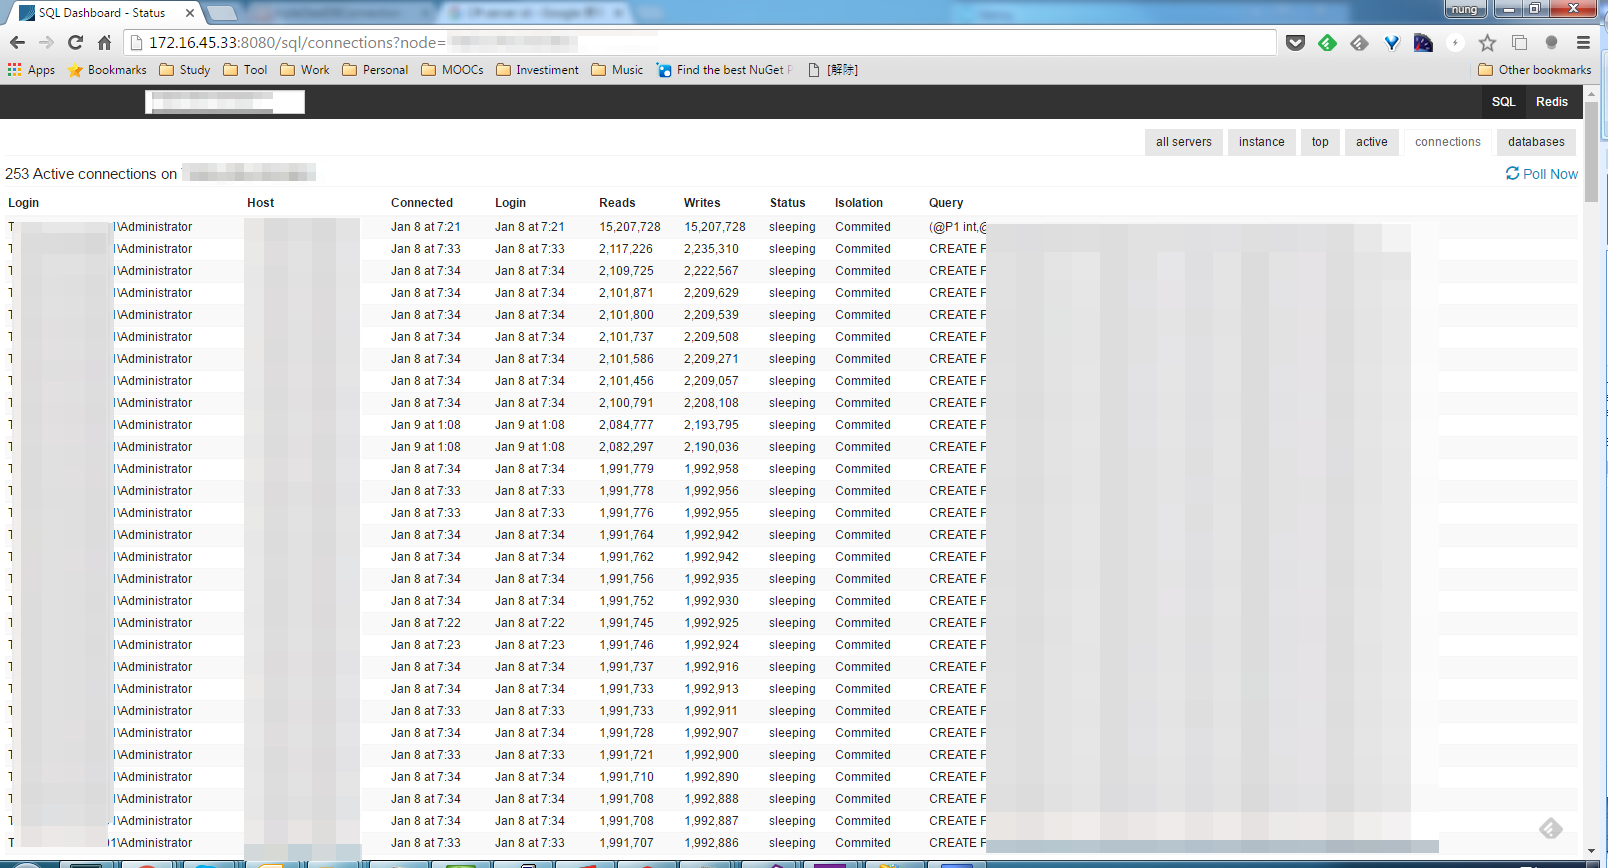 SQL Dashboard - Status
nung
172.16.45.33:8080/sql/connections?node=
Apps Bookmarks Study Tool Work Personal MOOCs Investiment Music Find the best NuGet P [解除] Other bookmarks
SQL Redis
all servers instance top active connections databases
253 Active connections on
Poll Now
Login Host Connected Login Reads Writes Status Isolation Query
T \Administrator Jan 8 at 7:21 Jan 8 at 7:21 15,207,728 15,207,728 sleeping Commited (@P1 int,@
T \Administrator Jan 8 at 7:33 Jan 8 at 7:33 2,117,226 2,235,310 sleeping Commited CREATE F
T \Administrator Jan 8 at 7:34 Jan 8 at 7:34 2,109,725 2,222,567 sleeping Commited CREATE F
T \Administrator Jan 8 at 7:34 Jan 8 at 7:34 2,101,871 2,209,629 sleeping Commited CREATE F
T \Administrator Jan 8 at 7:34 Jan 8 at 7:34 2,101,800 2,209,539 sleeping Commited CREATE F
T \Administrator Jan 8 at 7:34 Jan 8 at 7:34 2,101,737 2,209,508 sleeping Commited CREATE F
T \Administrator Jan 8 at 7:34 Jan 8 at 7:34 2,101,586 2,209,271 sleeping Commited CREATE F
T \Administrator Jan 8 at 7:34 Jan 8 at 7:34 2,101,456 2,209,057 sleeping Commited CREATE F
T \Administrator Jan 8 at 7:34 Jan 8 at 7:34 2,100,791 2,208,108 sleeping Commited CREATE F
T \Administrator Jan 9 at 1:08 Jan 9 at 1:08 2,084,777 2,193,795 sleeping Commited CREATE F
T \Administrator Jan 9 at 1:08 Jan 9 at 1:08 2,082,297 2,190,036 sleeping Commited CREATE F
T \Administrator Jan 8 at 7:34 Jan 8 at 7:34 1,991,779 1,992,958 sleeping Commited CREATE F
T \Administrator Jan 8 at 7:33 Jan 8 at 7:33 1,991,778 1,992,956 sleeping Commited CREATE F
T \Administrator Jan 8 at 7:33 Jan 8 at 7:33 1,991,776 1,992,955 sleeping Commited CREATE F
T \Administrator Jan 8 at 7:34 Jan 8 at 7:34 1,991,764 1,992,942 sleeping Commited CREATE F
T \Administrator Jan 8 at 7:34 Jan 8 at 7:34 1,991,762 1,992,942 sleeping Commited CREATE F
T \Administrator Jan 8 at 7:34 Jan 8 at 7:34 1,991,756 1,992,935 sleeping Commited CREATE F
T \Administrator Jan 8 at 7:34 Jan 8 at 7:34 1,991,752 1,992,930 sleeping Commited CREATE F
T \Administrator Jan 8 at 7:22 Jan 8 at 7:22 1,991,745 1,992,925 sleeping Commited CREATE F
T \Administrator Jan 8 at 7:23 Jan 8 at 7:23 1,991,746 1,992,924 sleeping Commited CREATE F
T \Administrator Jan 8 at 7:34 Jan 8 at 7:34 1,991,737 1,992,916 sleeping Commited CREATE F
T \Administrator Jan 8 at 7:34 Jan 8 at 7:34 1,991,733 1,992,913 sleeping Commited CREATE F
T \Administrator Jan 8 at 7:33 Jan 8 at 7:33 1,991,733 1,992,911 sleeping Commited CREATE F
T \Administrator Jan 8 at 7:34 Jan 8 at 7:34 1,991,728 1,992,907 sleeping Commited CREATE F
T \Administrator Jan 8 at 7:33 Jan 8 at 7:33 1,991,721 1,992,900 sleeping Commited CREATE F
T \Administrator Jan 8 at 7:34 Jan 8 at 7:34 1,991,710 1,992,890 sleeping Commited CREATE F
T \Administrator Jan 8 at 7:34 Jan 8 at 7:34 1,991,708 1,992,888 sleeping Commited CREATE F
T \Administrator Jan 8 at 7:34 Jan 8 at 7:34 1,991,708 1,992,887 sleeping Commited CREATE F
T 01\Administrator Jan 8 at 7:33 Jan 8 at 7:33 1,991,707 1,992,886 sleeping Commited CREATE F